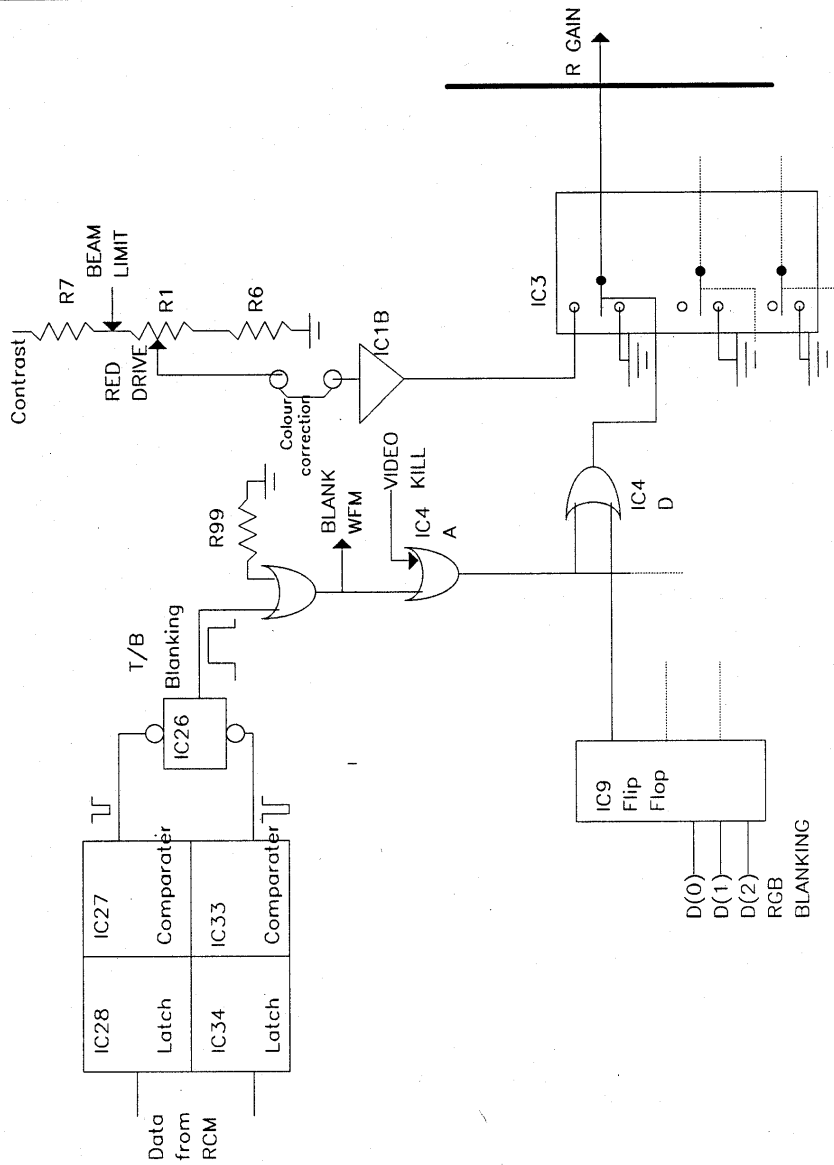 Data
from
RCM
IC28
Latch
IC34
Latch
IC27
Comparater
IC33
Comparater
IC26
T/B
Blanking
R99
BLANK
WFM
VIDEO
KILL
IC4
A
Contrast
R7
BEAM
LIMIT
R1
RED
DRIVE
R6
Colour
correction
IC1B
D(0)
D(1)
D(2)
RGB
BLANKING
IC9
Flip
Flop
IC4
D
IC3
R GAIN